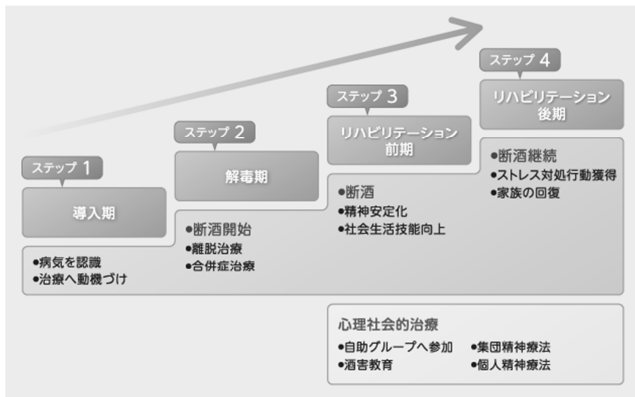 ステップ 1
導入期
●病気を認識
●治療へ動機づけ
ステップ 2
解毒期
●断酒開始
●離脱治療
●合併症治療
ステップ 3
リハビリテーション
前期
●断酒
●精神安定化
●社会生活技能向上
ステップ 4
リハビリテーション
後期
●断酒継続
●ストレス対処行動獲得
●家族の回復
心理社会的治療
●自助グループへ参加
●酒害教育
●集団精神療法
●個人精神療法